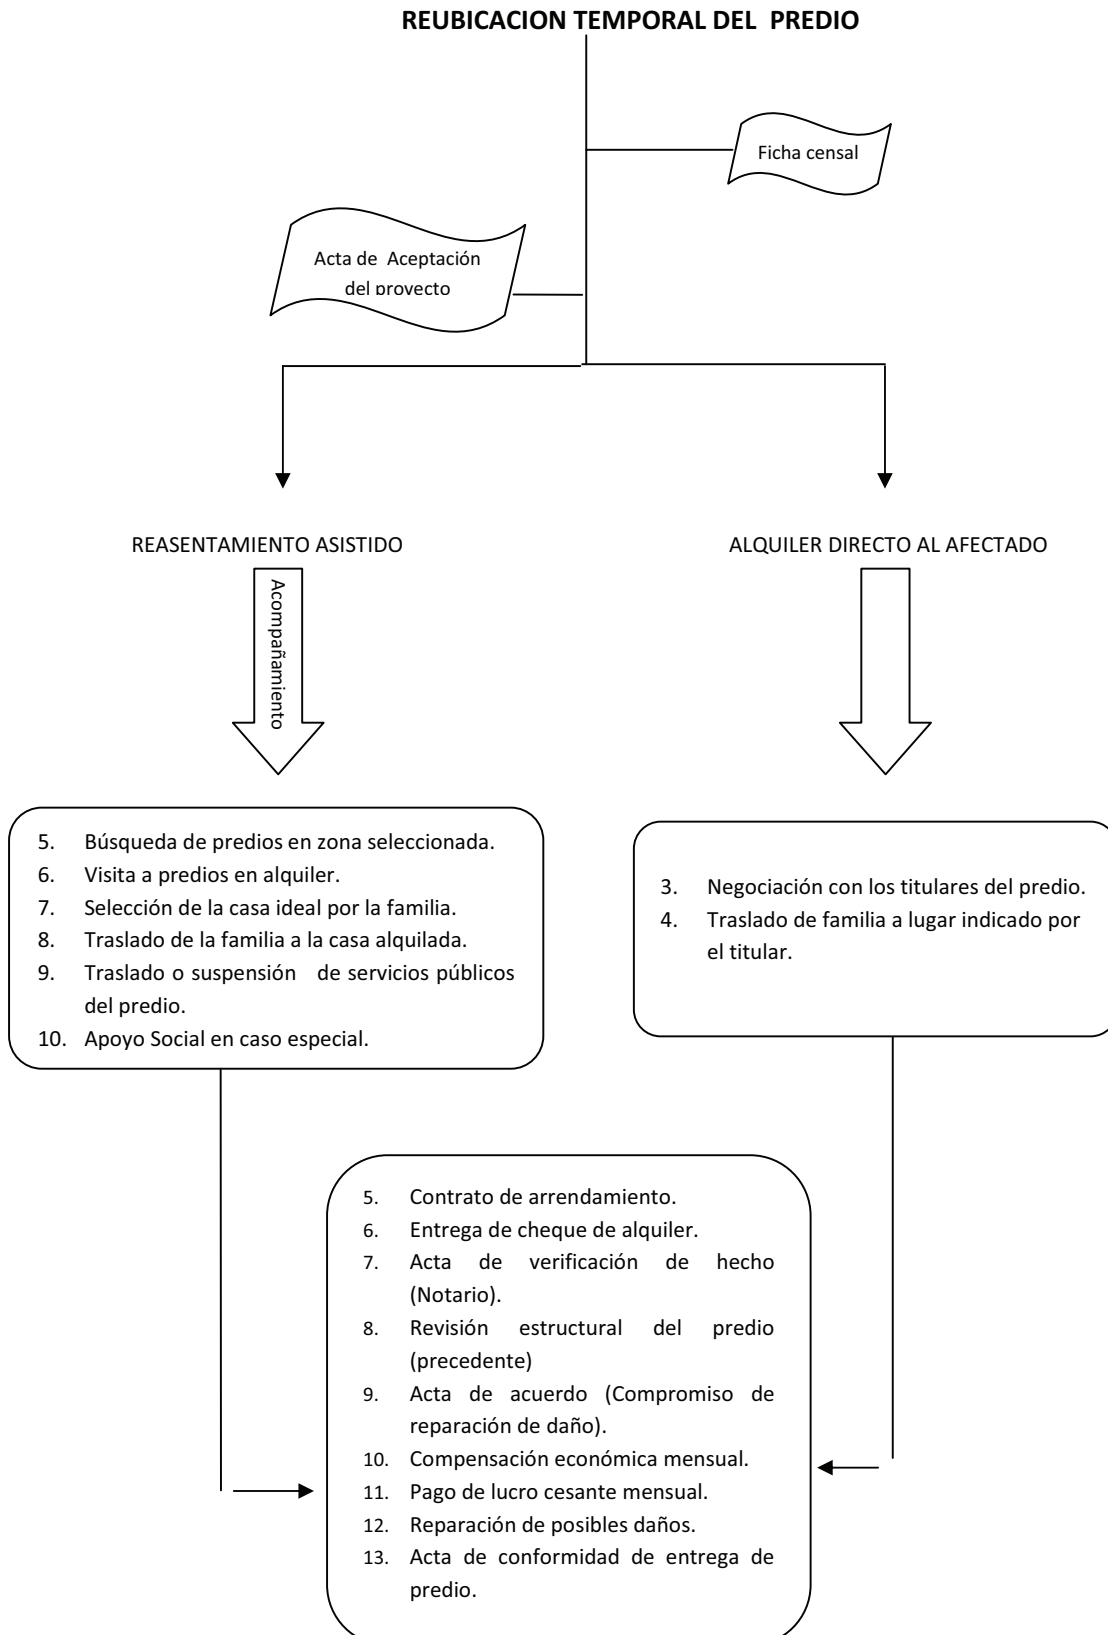 REUBICACION TEMPORAL DEL PREDIO
Ficha censal
Acta de Aceptación
del proyecto
REASENTAMIENTO ASISTIDO
ALQUILER DIRECTO AL AFECTADO
Acompañamiento
5. Búsqueda de predios en zona seleccionada.
6. Visita a predios en alquiler.
7. Selección de la casa ideal por la familia.
8. Traslado de la familia a la casa alquilada.
9. Traslado o suspensión de servicios públicos
del predio.
10. Apoyo Social en caso especial.
3. Negociación con los titulares del predio.
4. Traslado de familia a lugar indicado por
el titular.
5. Contrato de arrendamiento.
6. Entrega de cheque de alquiler.
7. Acta de verificación de hecho
(Notario).
8. Revisión estructural del predio
(precedente)
9. Acta de acuerdo (Compromiso de
reparación de daño).
10. Compensación económica mensual.
11. Pago de lucro cesante mensual.
12. Reparación de posibles daños.
13. Acta de conformidad de entrega de
predio.